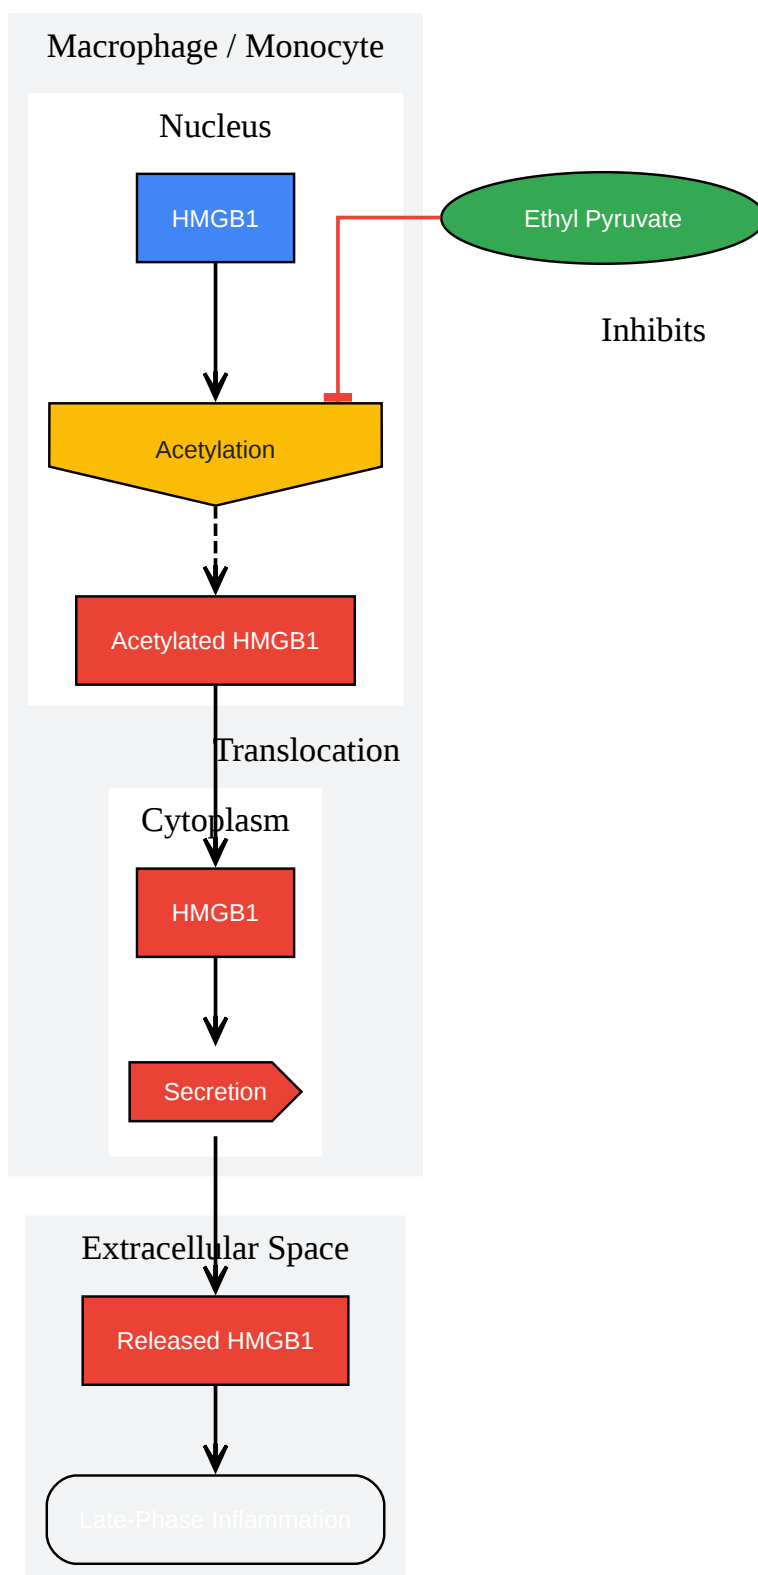 Macrophage / Monocyte
Nucleus
HMGB1
Ethyl Pyruvate
Inhibits
Acetylation
Acetylated HMGB1
Translocation
Cytoplasm
HMGB1
Secretion
Extracellular Space
Released HMGB1
Late-Phase Inflammation